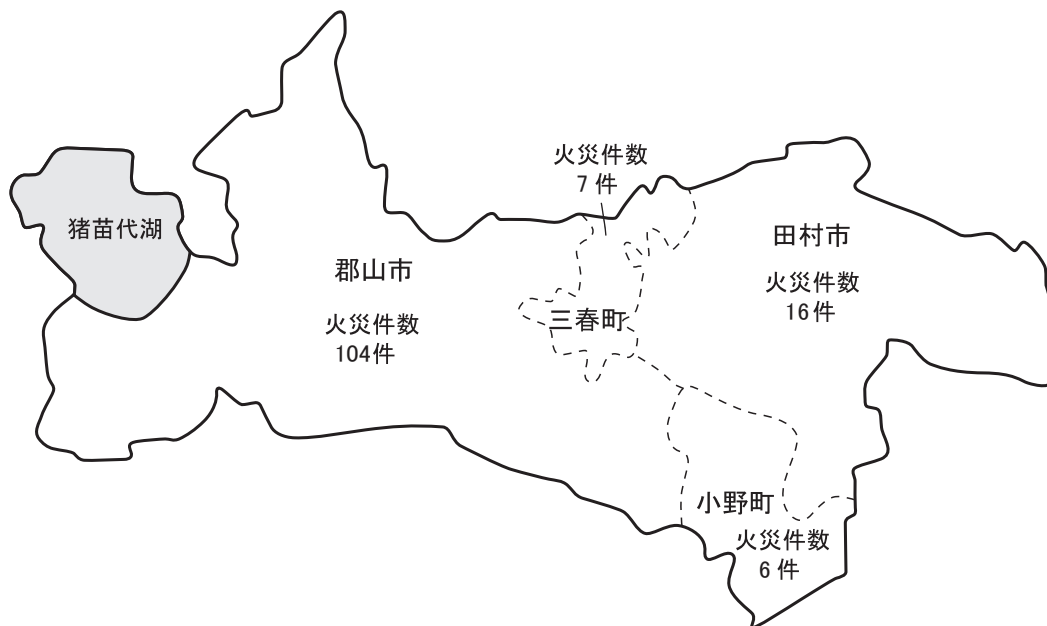 火災件数
7件
猪苗代湖
郡山市
火災件数
104件
三春町
田村市
火災件数
16件
小野町
火災件数
6件